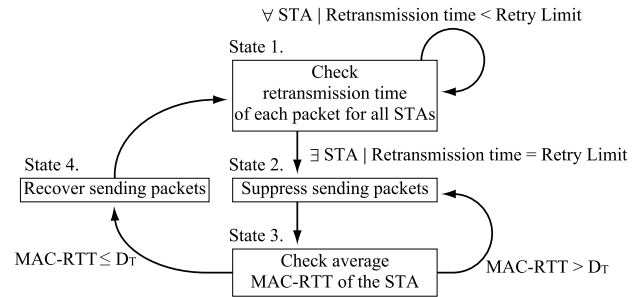 ∀ STA | Retransmission time < Retry Limit
State 1.
Check
retransmission time
of each packet for all STAs
∃ STA | Retransmission time = Retry Limit
State 4.
State 2.
Recover sending packets
Suppress sending packets
State 3.
MAC-RTT ≤ DT
Check average
MAC-RTT of the STA
MAC-RTT > DT